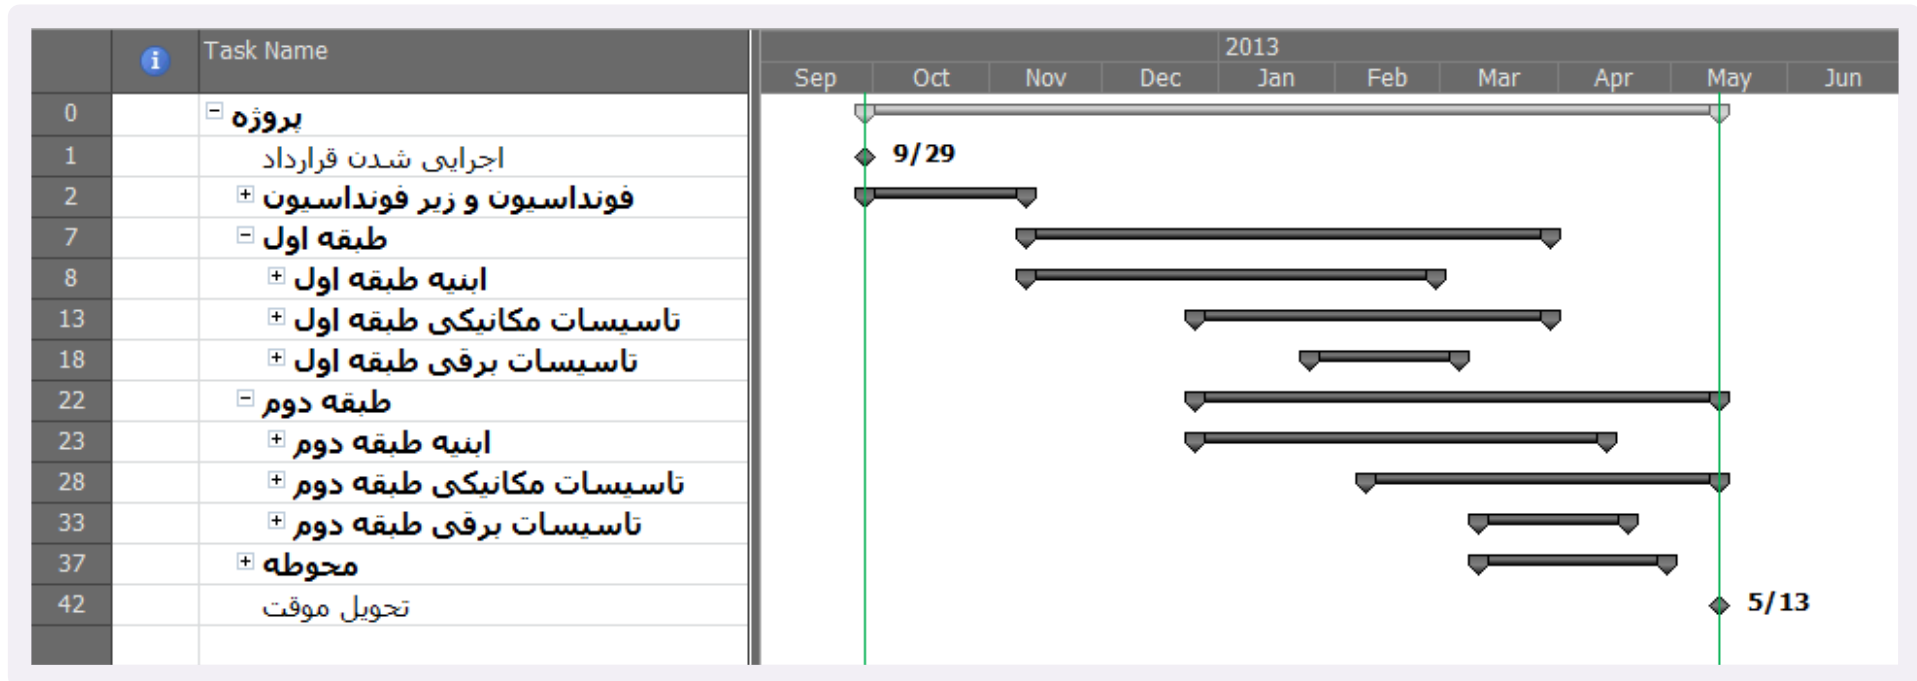 Task Name
2013
Sep Oct Nov Dec Jan Feb Mar Apr May Jun
0 پروژه
1 اجرایی شدن قرارداد 9/29
2 فونداسیون و زیر فونداسیون
7 طبقه اول
8 ابنیه طبقه اول
13 تاسیسات مکانیکی طبقه اول
18 تاسیسات برقی طبقه اول
22 طبقه دوم
23 ابنیه طبقه دوم
28 تاسیسات مکانیکی طبقه دوم
33 تاسیسات برقی طبقه دوم
37 محوطه
42 تحویل موقت 5/13